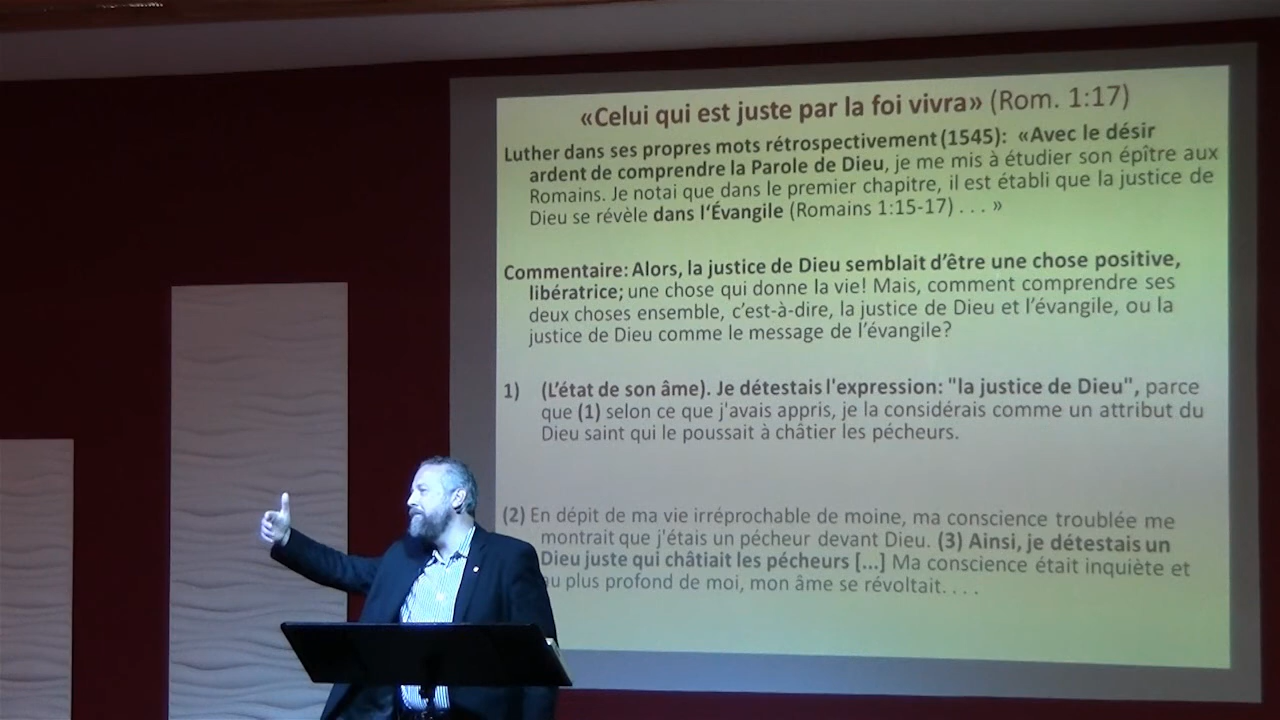 «Celui qui est juste par la foi vivra» (Rom. 1:17)
Luther dans ses propres mots rétrospectivement (1545): «Avec le désir
ardent de comprendre la Parole de Dieu, je me mis à étudier son épître aux
Romains. Je notai que dans le premier chapitre, il est établi que la justice de
Dieu se révèle dans l‘Évangile (Romains 1:15-17) . . . »
Commentaire: Alors, la justice de Dieu semblait d’être une chose positive,
libératrice; une chose qui donne la vie! Mais, comment comprendre ses
deux choses ensemble, c’est-à-dire, la justice de Dieu et l’évangile, ou la
justice de Dieu comme le message de l’évangile?
1) (L’état de son âme). Je détestais l'expression: "la justice de Dieu", parce
que (1) selon ce que j'avais appris, je la considérais comme un attribut du
Dieu saint qui le poussait à châtier les pécheurs.
(2) En dépit de ma vie irréprochable de moine, ma conscience troublée me
montrait que j'étais un pécheur devant Dieu. (3) Ainsi, je détestais un
Dieu juste qui châtiait les pécheurs [...] Ma conscience était inquiète et
au plus profond de moi, mon âme se révoltait. . . .